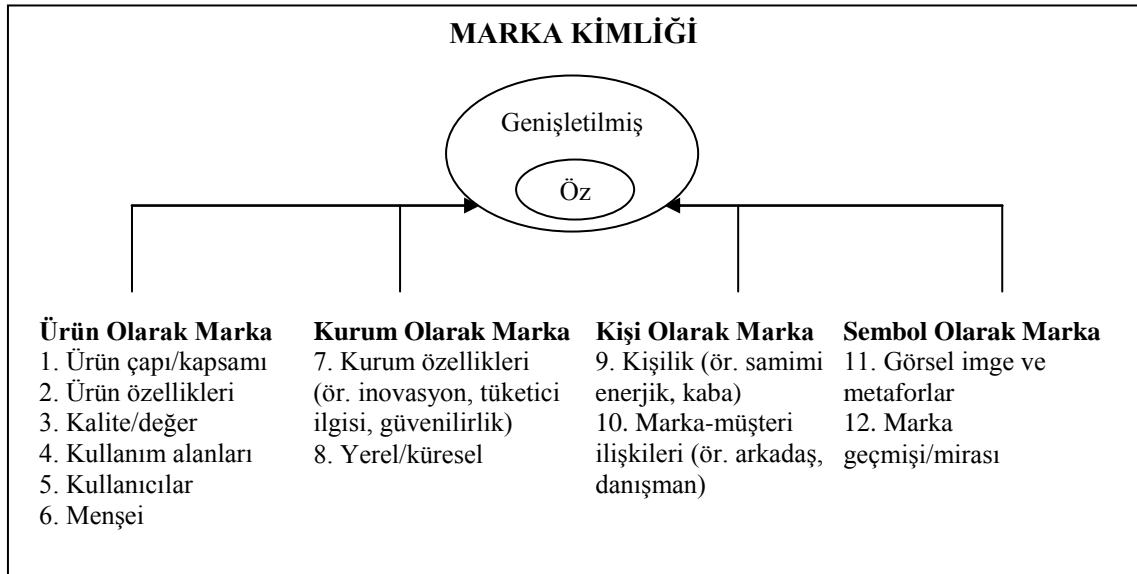 MARKA KİMLİĞİ
Genişletilmiş
Öz
Ürün Olarak Marka
1. Ürün çapı/kapsamı
2. Ürün özellikleri
3. Kalite/değer
4. Kullanım alanları
5. Kullanıcılar
6. Menşei
Kurum Olarak Marka
7. Kurum özellikleri
(ör. inovasyon, tüketici
ilgisi, güvenilirlik)
8. Yerel/küresel
Kişi Olarak Marka
9. Kişilik (ör. samimi
enerjik, kaba)
10. Marka-müşteri
ilişkileri (ör. arkadaş,
danışman)
Sembol Olarak Marka
11. Görsel imge ve
metaforlar
12. Marka
geçmişi/mirası